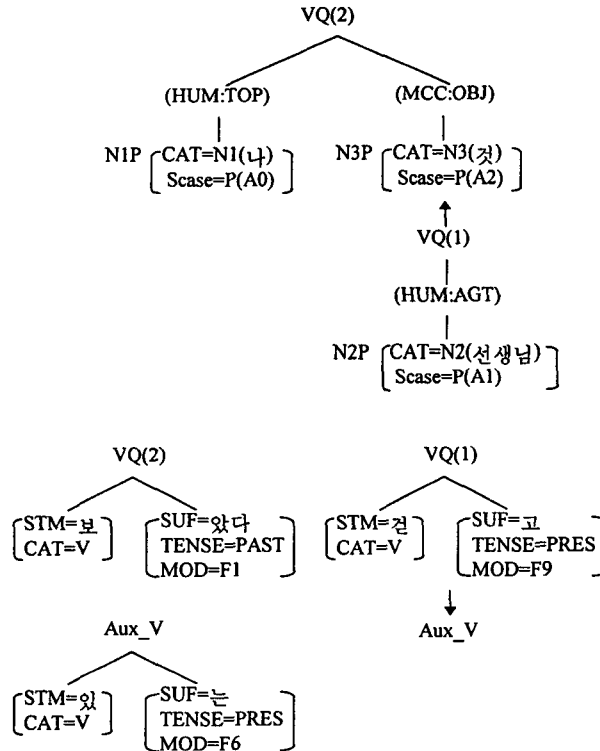 VQ(2)
(HUM:TOP) (MCC:OBJ)
N1P CAT=N1(나) N3P CAT=N3(것)
Scase=P(A0) Scase=P(A2)
VQ(1)
(HUM:AGT)
N2P CAT=N2(선생님)
Scase=P(A1)
VQ(2) VQ(1)
STM=보 SUF=았다 STM=걷 SUF=고
CAT=V TENSE=PAST CAT=V TENSE=PRES
MOD=F1 MOD=F9
Aux_V Aux_V
STM=있 SUF=는
CAT=V TENSE=PRES
MOD=F6